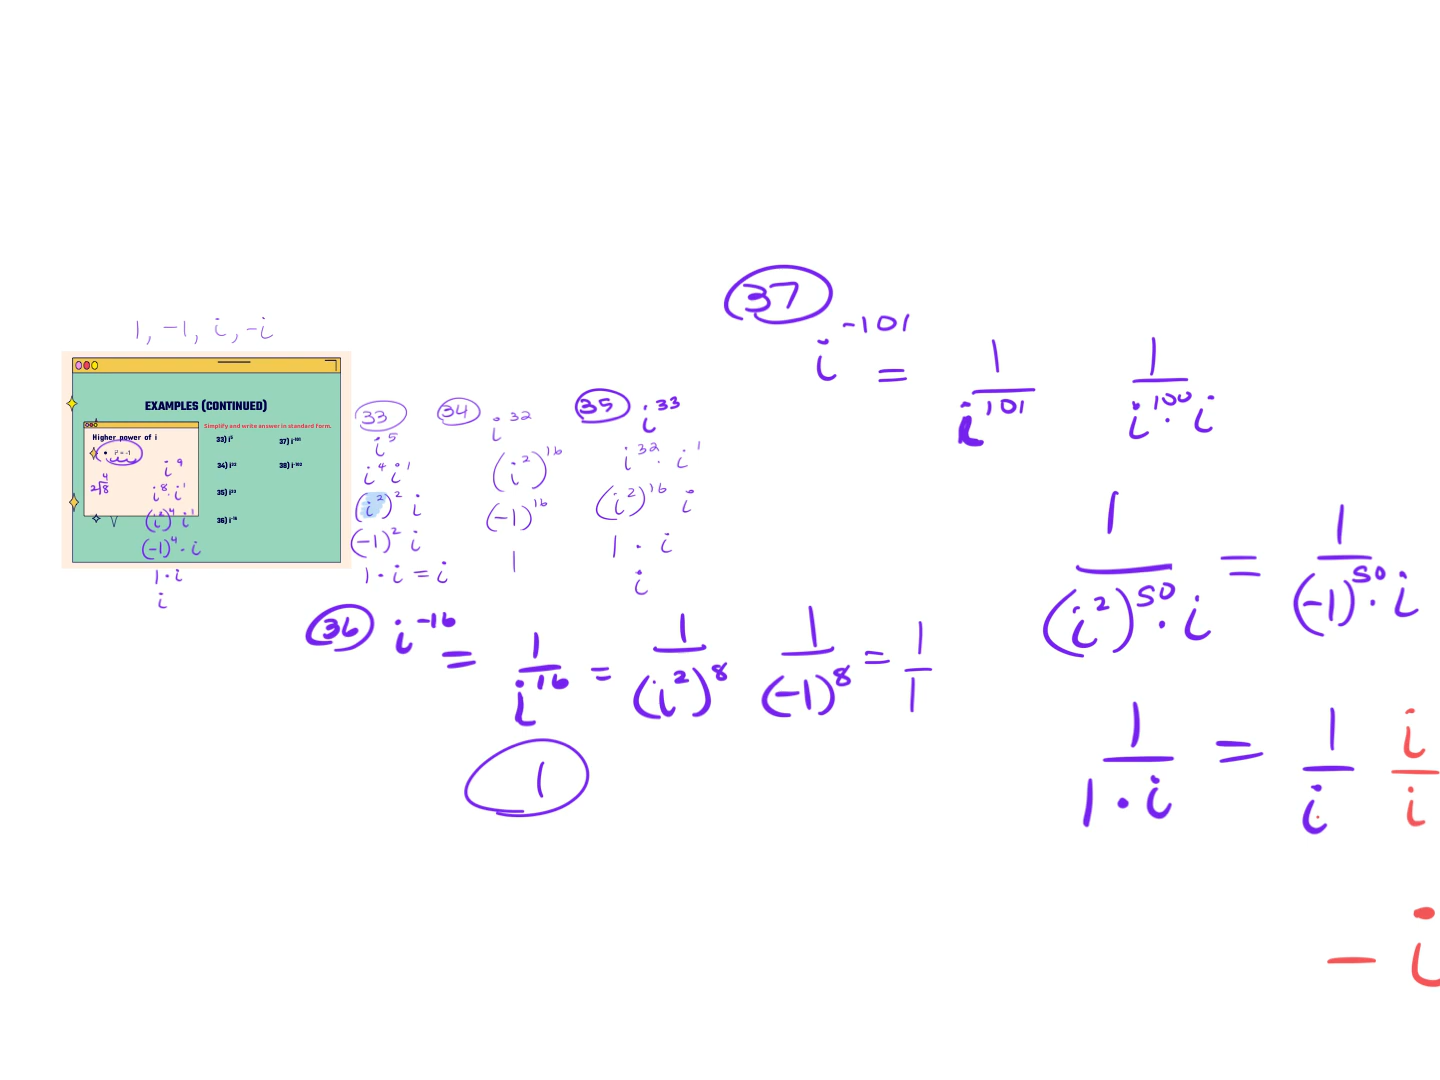 1, -1, i, -i
EXAMPLES (CONTINUED)
Simplify and write answer in standard form.
Higher power of i
• i² = -1
33) i⁵
34) i³²
35) i³³
36) i⁻¹⁶
37) i⁻¹⁰¹
i⁹
i⁸ · i¹
(i²)⁴ i¹
(-1)⁴ · i
1 · i
i
33
i⁵
i⁴ i¹
(i²)² i
(-1)² i
1 · i = i
34
i³²
(i²)¹⁶
(-1)¹⁶
1
35
i³³
i³² · i¹
(i²)¹⁶ i
1 · i
i
36 i⁻¹⁶ = 1/i¹⁶ = 1/(i²)⁸ 1/(-1)⁸ = 1/1
1
37
i⁻¹⁰¹ = 1/i¹⁰¹ 1/i¹⁰⁰ · i
1/(i²)⁵⁰ · i = 1/(-1)⁵⁰ · i
1/1 · i = 1/i i/i
- i